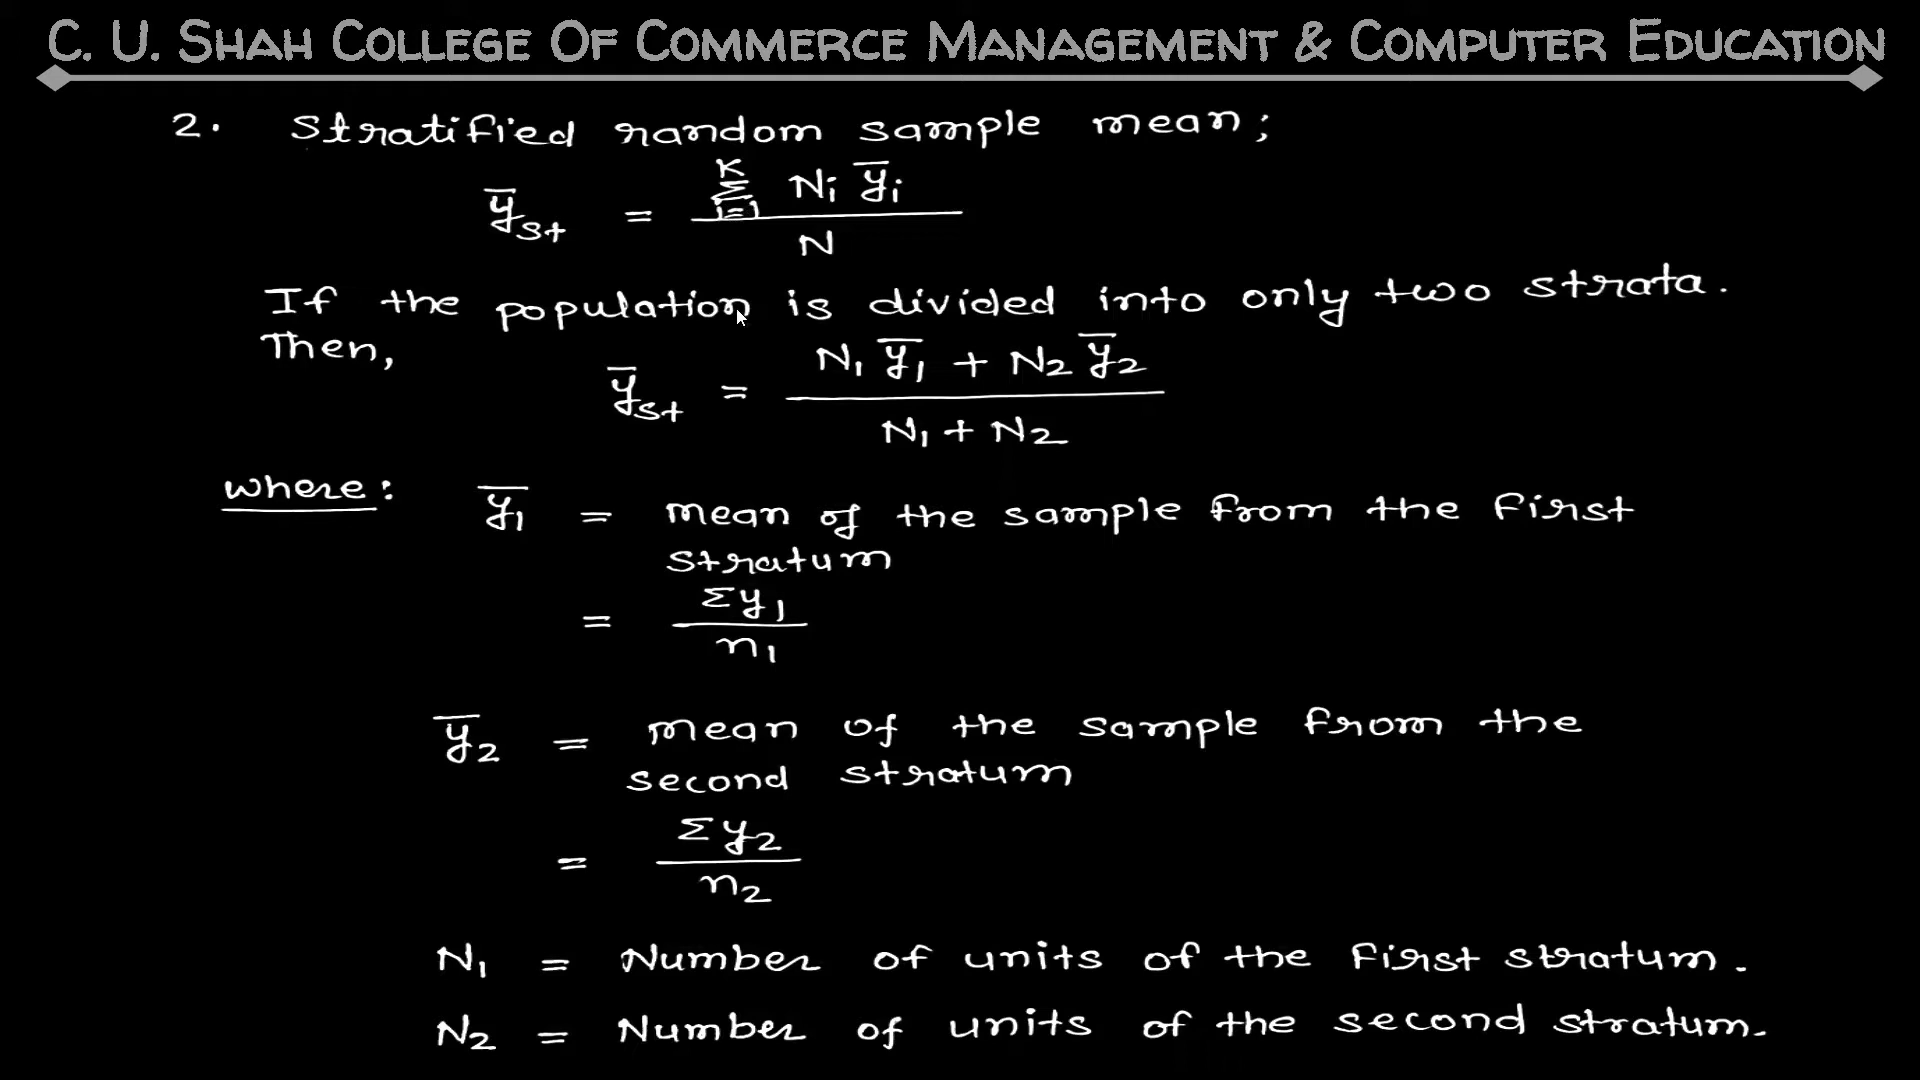 C. U. SHAH COLLEGE OF COMMERCE MANAGEMENT & COMPUTER EDUCATION
2. Stratified random sample mean;
ȳst = Σ(i=1 to K) Ni ȳi / N
If the population is divided into only two strata.
Then,
ȳst = (N1 ȳ1 + N2 ȳ2) / (N1 + N2)
Where: ȳ1 = mean of the sample from the first
stratum
= Σy1 / n1
ȳ2 = mean of the sample from the
second stratum
= Σy2 / n2
N1 = Number of units of the first stratum.
N2 = Number of units of the second stratum.